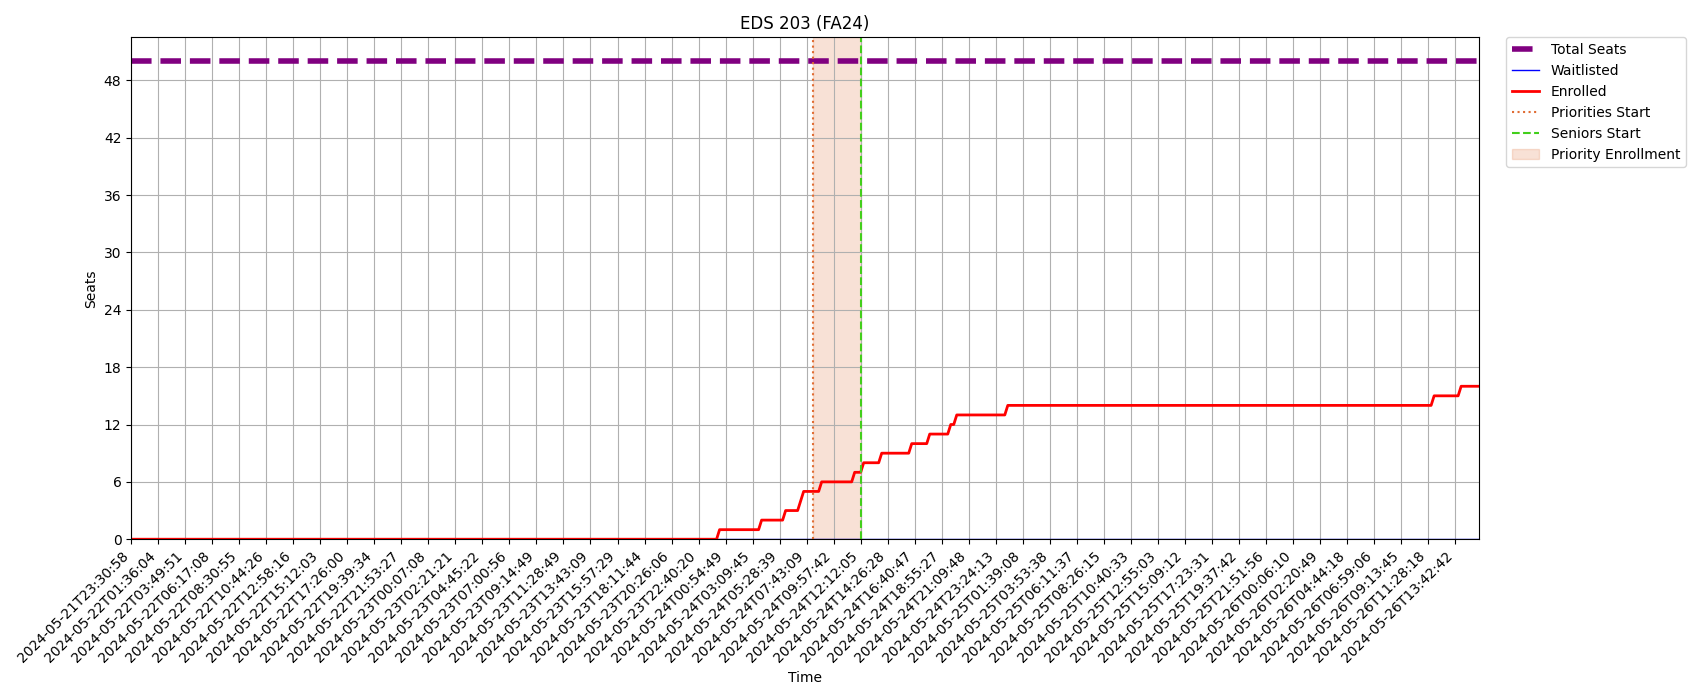 EDS 203 (FA24)
Total Seats
Waitlisted
Enrolled
Priorities Start
Seniors Start
Priority Enrollment
Seats
48
42
36
30
24
18
12
6
0
2024-05-21T23:30:58
2024-05-22T01:36:04
2024-05-22T03:49:51
2024-05-22T06:17:08
2024-05-22T08:30:55
2024-05-22T10:44:26
2024-05-22T12:58:16
2024-05-22T15:12:03
2024-05-22T17:26:00
2024-05-22T19:39:34
2024-05-22T21:53:27
2024-05-23T00:07:08
2024-05-23T02:21:21
2024-05-23T04:45:22
2024-05-23T07:00:56
2024-05-23T09:14:49
2024-05-23T11:28:49
2024-05-23T13:43:09
2024-05-23T15:57:29
2024-05-23T18:11:44
2024-05-23T20:26:06
2024-05-23T22:40:20
2024-05-24T00:54:49
2024-05-24T03:09:45
2024-05-24T05:28:39
2024-05-24T07:43:09
2024-05-24T09:57:42
2024-05-24T12:12:05
2024-05-24T14:26:28
2024-05-24T16:40:47
2024-05-24T18:55:27
2024-05-24T21:09:48
2024-05-24T23:24:13
2024-05-25T01:39:08
2024-05-25T03:53:38
2024-05-25T06:11:37
2024-05-25T08:26:15
2024-05-25T10:40:33
2024-05-25T12:55:03
2024-05-25T15:09:12
2024-05-25T17:23:31
2024-05-25T19:37:42
2024-05-25T21:51:56
2024-05-26T00:06:10
2024-05-26T02:20:49
2024-05-26T04:44:18
2024-05-26T06:59:06
2024-05-26T09:13:45
2024-05-26T11:28:18
2024-05-26T13:42:42
Time